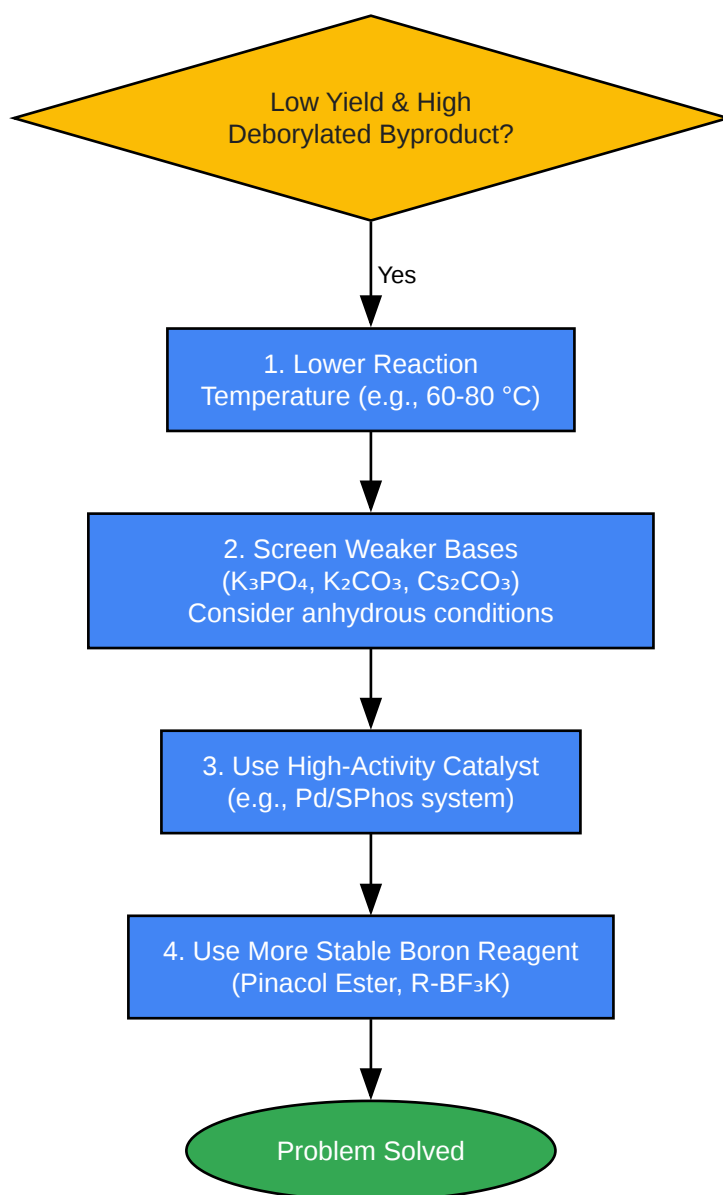 Low Yield & High
Deborylated Byproduct?
Yes
1. Lower Reaction
Temperature (e.g., 60-80 °C)
2. Screen Weaker Bases
(K₃PO₄, K₂CO₃, Cs₂CO₃)
Consider anhydrous conditions
3. Use High-Activity Catalyst
(e.g., Pd/SPhos system)
4. Use More Stable Boron Reagent
(Pinacol Ester, R-BF₃K)
Problem Solved